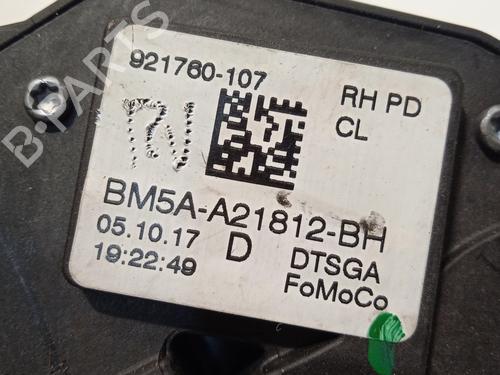 921760-107
RH PD
CL
BM5A-A21812-BH
05.10.17
D
DTSGA
19:22:49
FoMoCo
B-PARTS